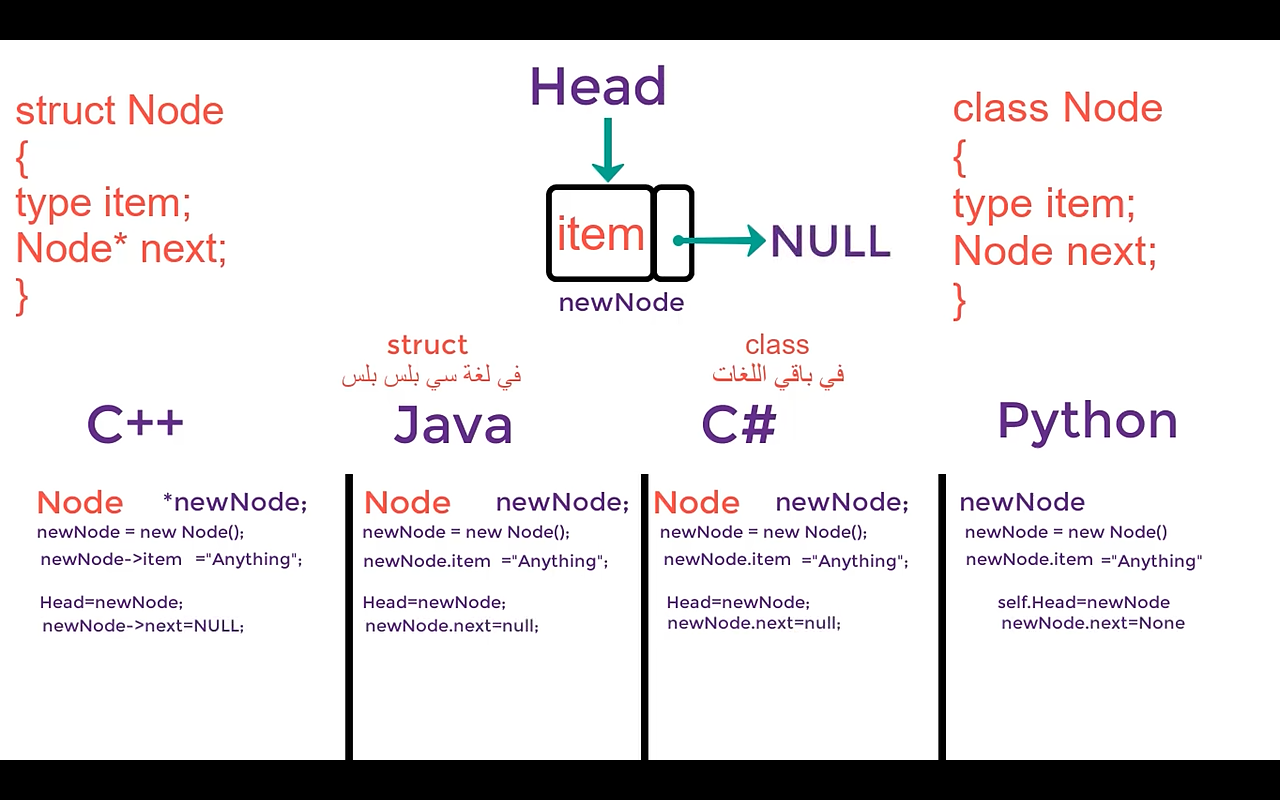 struct Node
{
type item;
Node* next;
}
Head
item
NULL
newNode
class Node
{
type item;
Node next;
}
struct
في لغة سي بلس بلس
class
في باقي اللغات
C++
Node *newNode;
newNode = new Node();
newNode->item ="Anything";
Head=newNode;
newNode->next=NULL;
Java
Node newNode;
newNode = new Node();
newNode.item ="Anything";
Head=newNode;
newNode.next=null;
C#
Node newNode;
newNode = new Node();
newNode.item ="Anything";
Head=newNode;
newNode.next=null;
Python
newNode
newNode = new Node()
newNode.item ="Anything"
self.Head=newNode
newNode.next=None